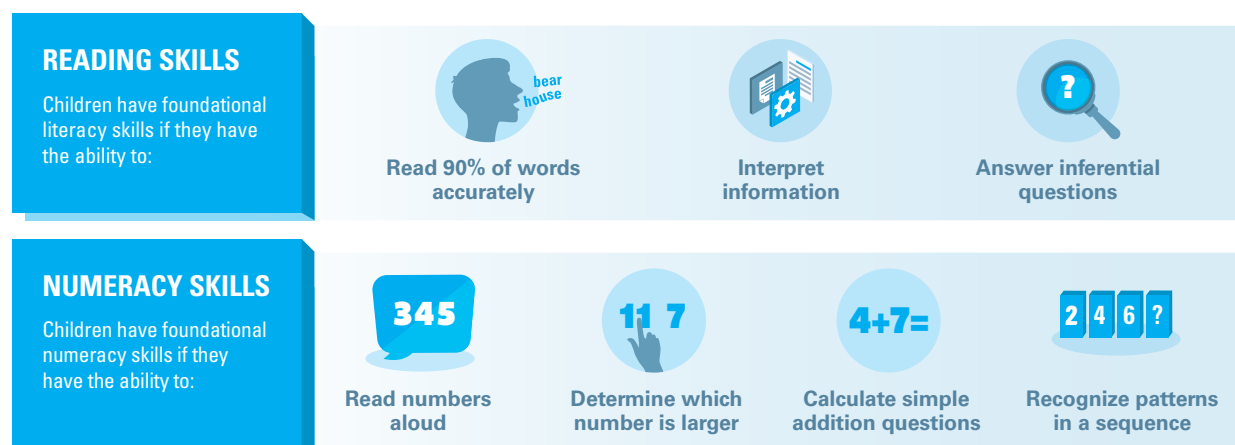 READING SKILLS
Children have foundational
literacy skills if they have
the ability to:
bear
house
Read 90% of words
accurately
Interpret
information
?
Answer inferential
questions
NUMERACY SKILLS
Children have foundational
numeracy skills if they
have the ability to:
345
Read numbers
aloud
11 7
Determine which
number is larger
4+7=
Calculate simple
addition questions
2 4 6 ?
Recognize patterns
in a sequence